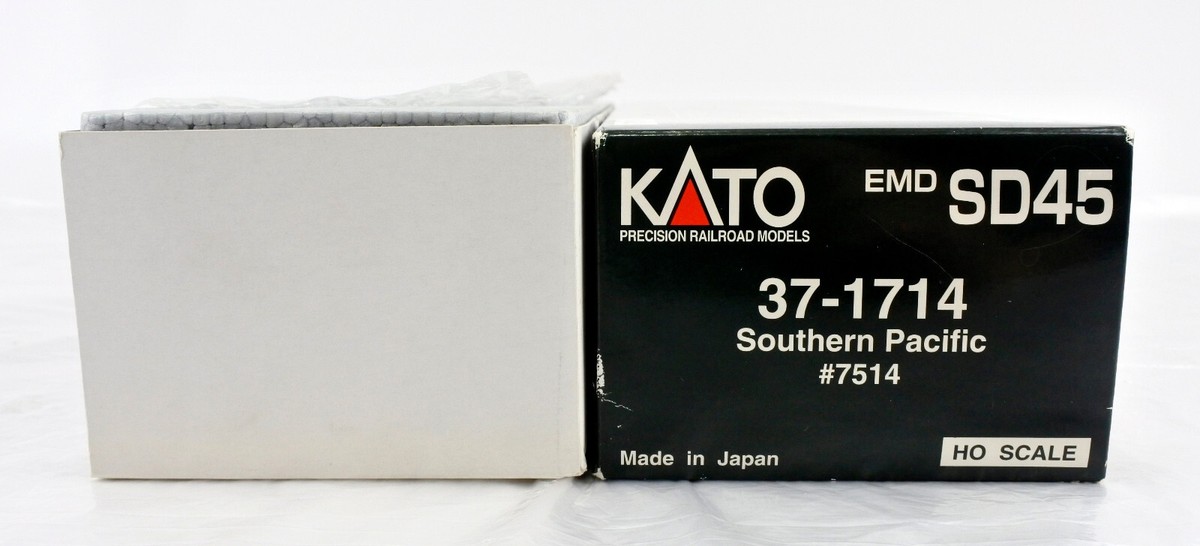 KATO
PRECISION RAILROAD MODELS
EMD SD45
37-1714
Southern Pacific
#7514
Made in Japan
HO SCALE